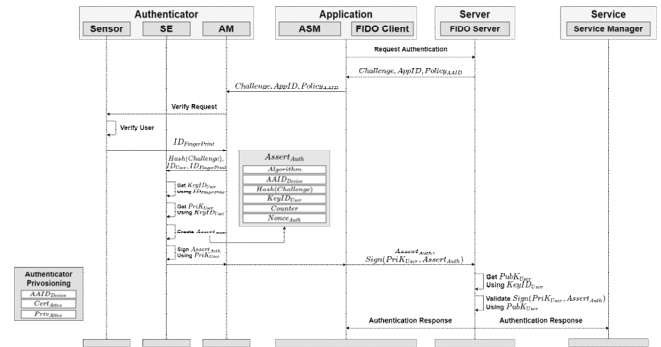 Authenticator
Application
Server
Service
Sensor
SE
AM
ASM
FIDO Client
FIDO Server
Service Manager
Request Authentication
Challenge, AppID, Policy_AAID
Challenge, AppID, Policy_AAID
Verify Request
Verify User
ID_FingerPrint
Hash(Challenge),
ID_User, ID_FingerPrint
Get KeyID_User
Using ID_FingerPrint
Get PriK_User
Using KeyID_User
Create Assert_Auth
Sign Assert_Auth
Using PriK_User
Assert_Auth
Algorithm
AAID_Device
Hash(Challenge)
KeyID_User
Counter
Nonce_Auth
Assert_Auth,
Sign(PriK_User, Assert_Auth)
Get PubK_User
Using KeyID_User
Validate Sign(PriK_User, Assert_Auth)
Using PubK_User
Authentication Response
Authentication Response
Authenticator
Privosioning
AAID_Device
Cert_Attes
Priv_Attes